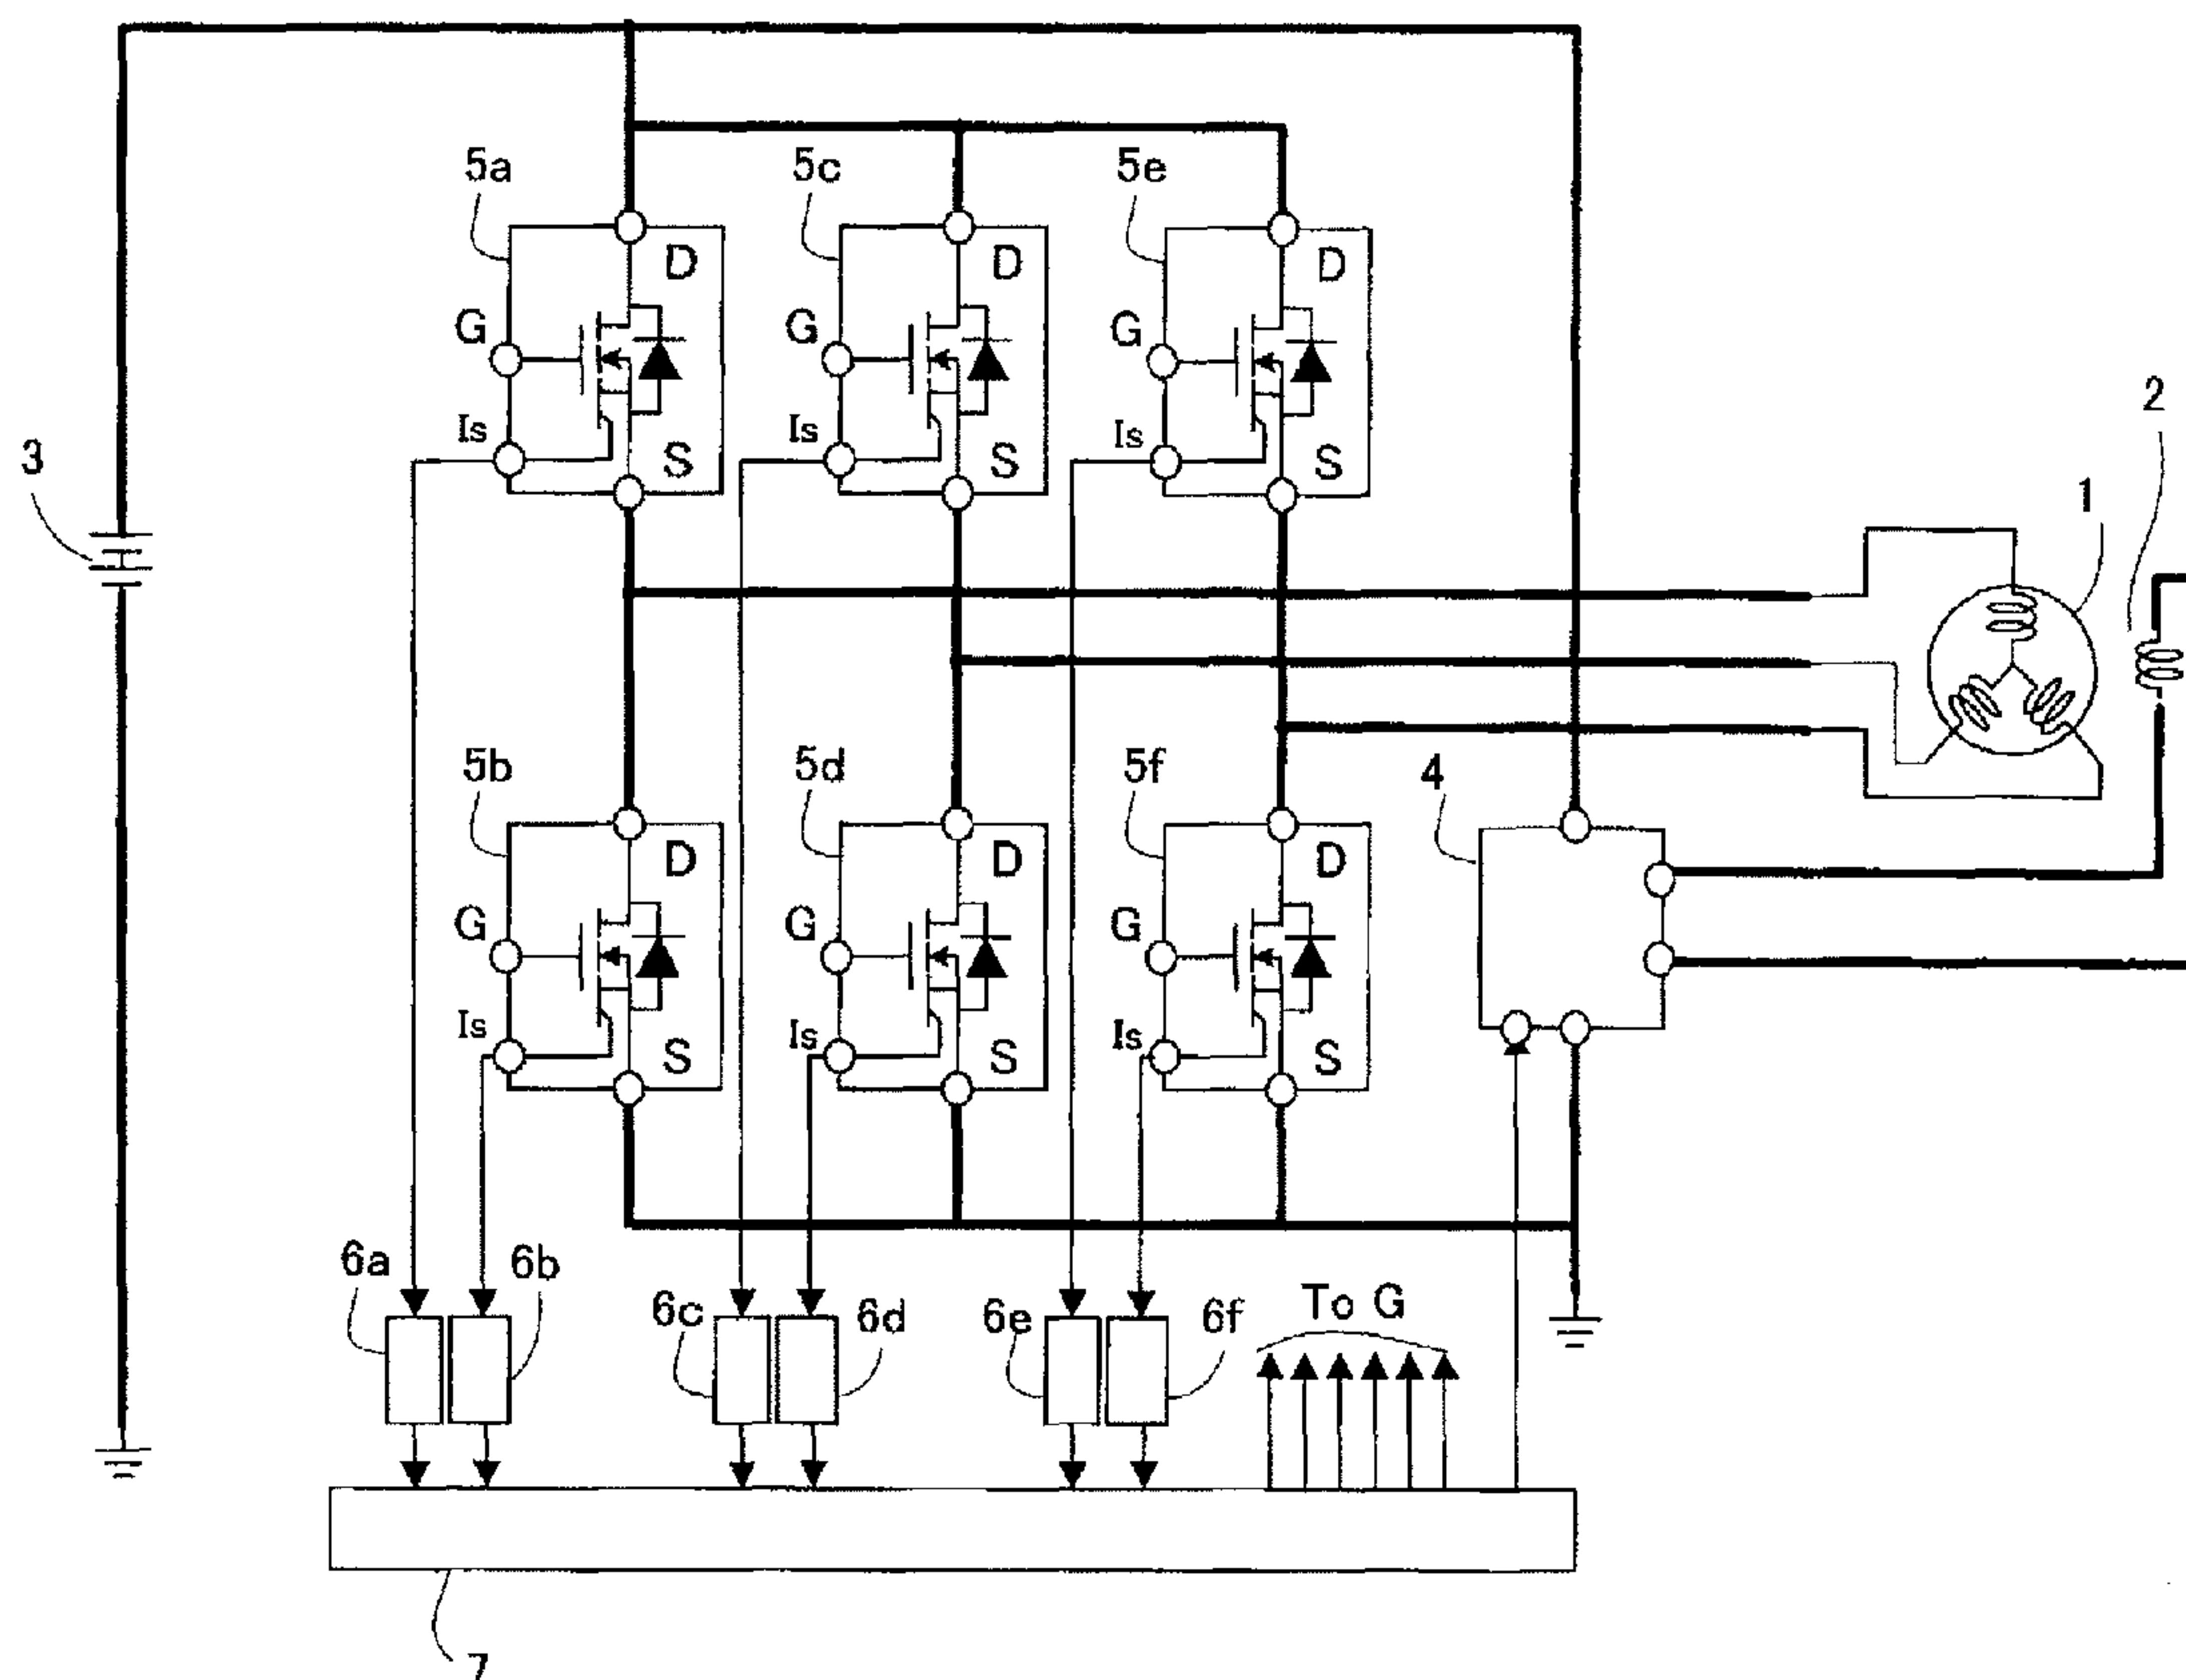 5a 5c 5e
D D D
G G G
Is Is Is
S S S
3
2
1
5b 5d 5f 4
D D D
G G G
Is Is Is
S S S
6a 6b 6c 6d 6e 6f To G
7